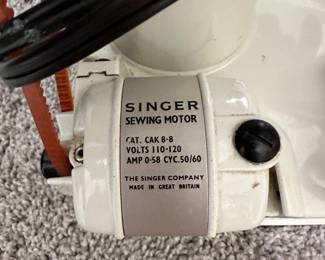 SINGER
SEWING MOTOR
CAT. CAK 8-8
VOLTS 110-120
AMP 0·58 CYC.50/60
THE SINGER COMPANY
MADE IN GREAT BRITAIN